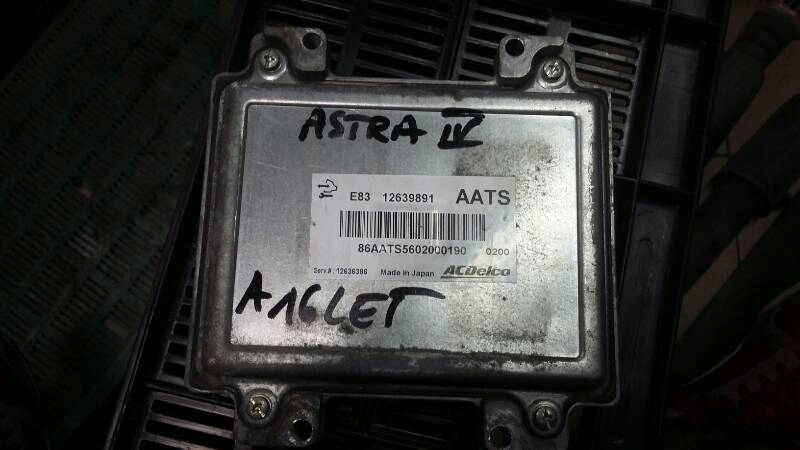 ASTRA IV
E83 12639891 AATS
86AATS5602000190 0200
Serv.#: 12636386 Made in Japan ACDelco
A16LET